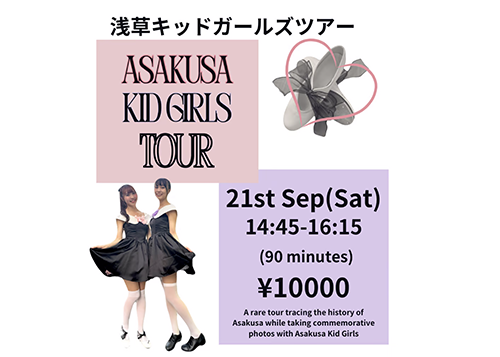 浅草キッドガールズツアー
ASAKUSA
KID GIRLS
TOUR
21st Sep(Sat)
14:45-16:15
(90 minutes)
¥10000
A rare tour tracing the history of
Asakusa while taking commemorative
photos with Asakusa Kid Girls